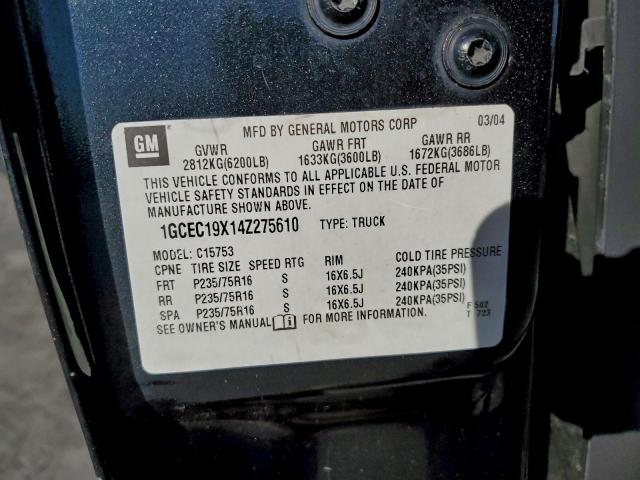 GM
MFD BY GENERAL MOTORS CORP 03/04
GVWR GAWR FRT GAWR RR
2812KG(6200LB) 1633KG(3600LB) 1672KG(3686LB)
THIS VEHICLE CONFORMS TO ALL APPLICABLE U.S. FEDERAL MOTOR
VEHICLE SAFETY STANDARDS IN EFFECT ON THE DATE OF
MANUFACTURE SHOWN ABOVE.
1GCEC19X14Z275610 TYPE: TRUCK
MODEL: C15753
CPNE TIRE SIZE SPEED RTG RIM COLD TIRE PRESSURE
FRT P235/75R16 S 16X6.5J 240KPA(35PSI)
RR P235/75R16 S 16X6.5J 240KPA(35PSI)
SPA P235/75R16 S 16X6.5J 240KPA(35PSI)
SEE OWNER'S MANUAL FOR MORE INFORMATION.
F 502
T 723